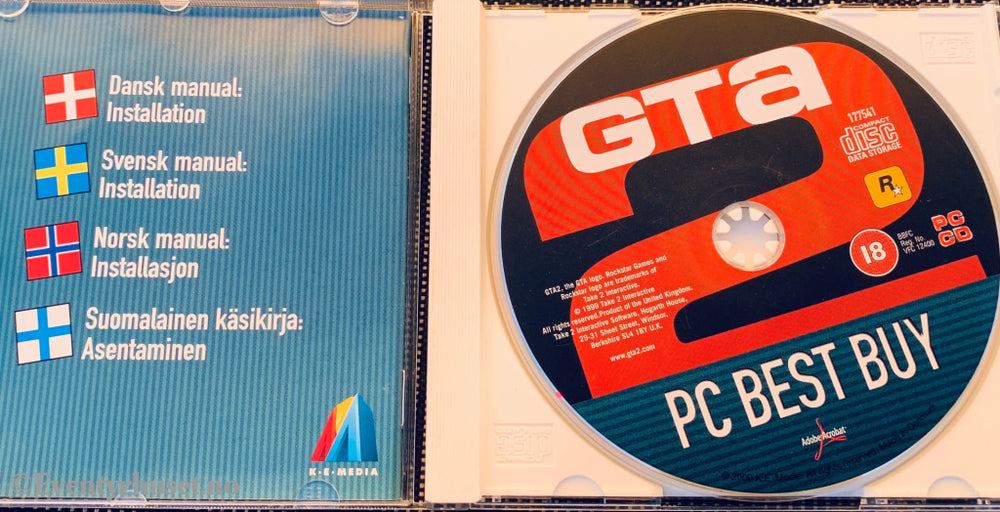 Dansk manual:
Installation
Svensk manual:
Installation
Norsk manual:
Installasjon
Suomalainen käsikirja:
Asentaminen
K-E-MEDIA
©Eventyrhuset.no
GTA
2
177541
COMPACT
disc
DATA STORAGE
R
PC
CD
18
BBFC
Reg. No
VFC 12400
GTA2, the GTA logo. Rockstar Games and
Rockstar logo are trademarks of
Take 2 Interactive.
© 1999 Take 2 Interactive
All rights reserved.Product of the United Kingdom.
Take 2 Interactive Software, Hogarth House,
29-31 Sheet Street, Windsor,
Berkshire SL4 1BY U.K.
www.gta2.com
PC BEST BUY
Adobe Acrobat
© 2000 K.E. Media